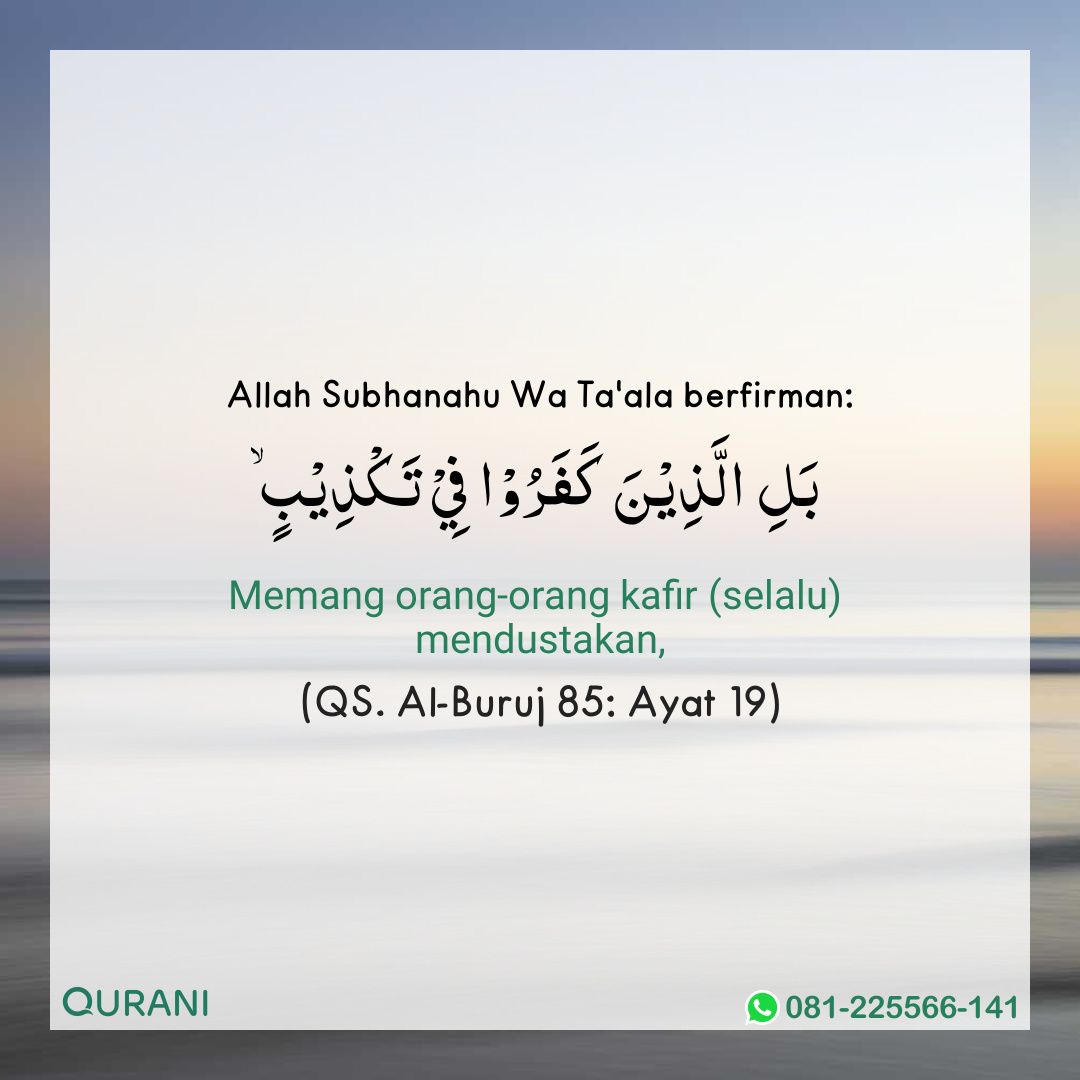 Allah Subhanahu Wa Ta'ala berfirman:
بَلِ الَّذِيْنَ كَفَرُوْا فِيْ تَكْذِيْبٍۙ
Memang orang-orang kafir (selalu)
mendustakan,
(QS. Al-Buruj 85: Ayat 19)
QURANI
081-225566-141